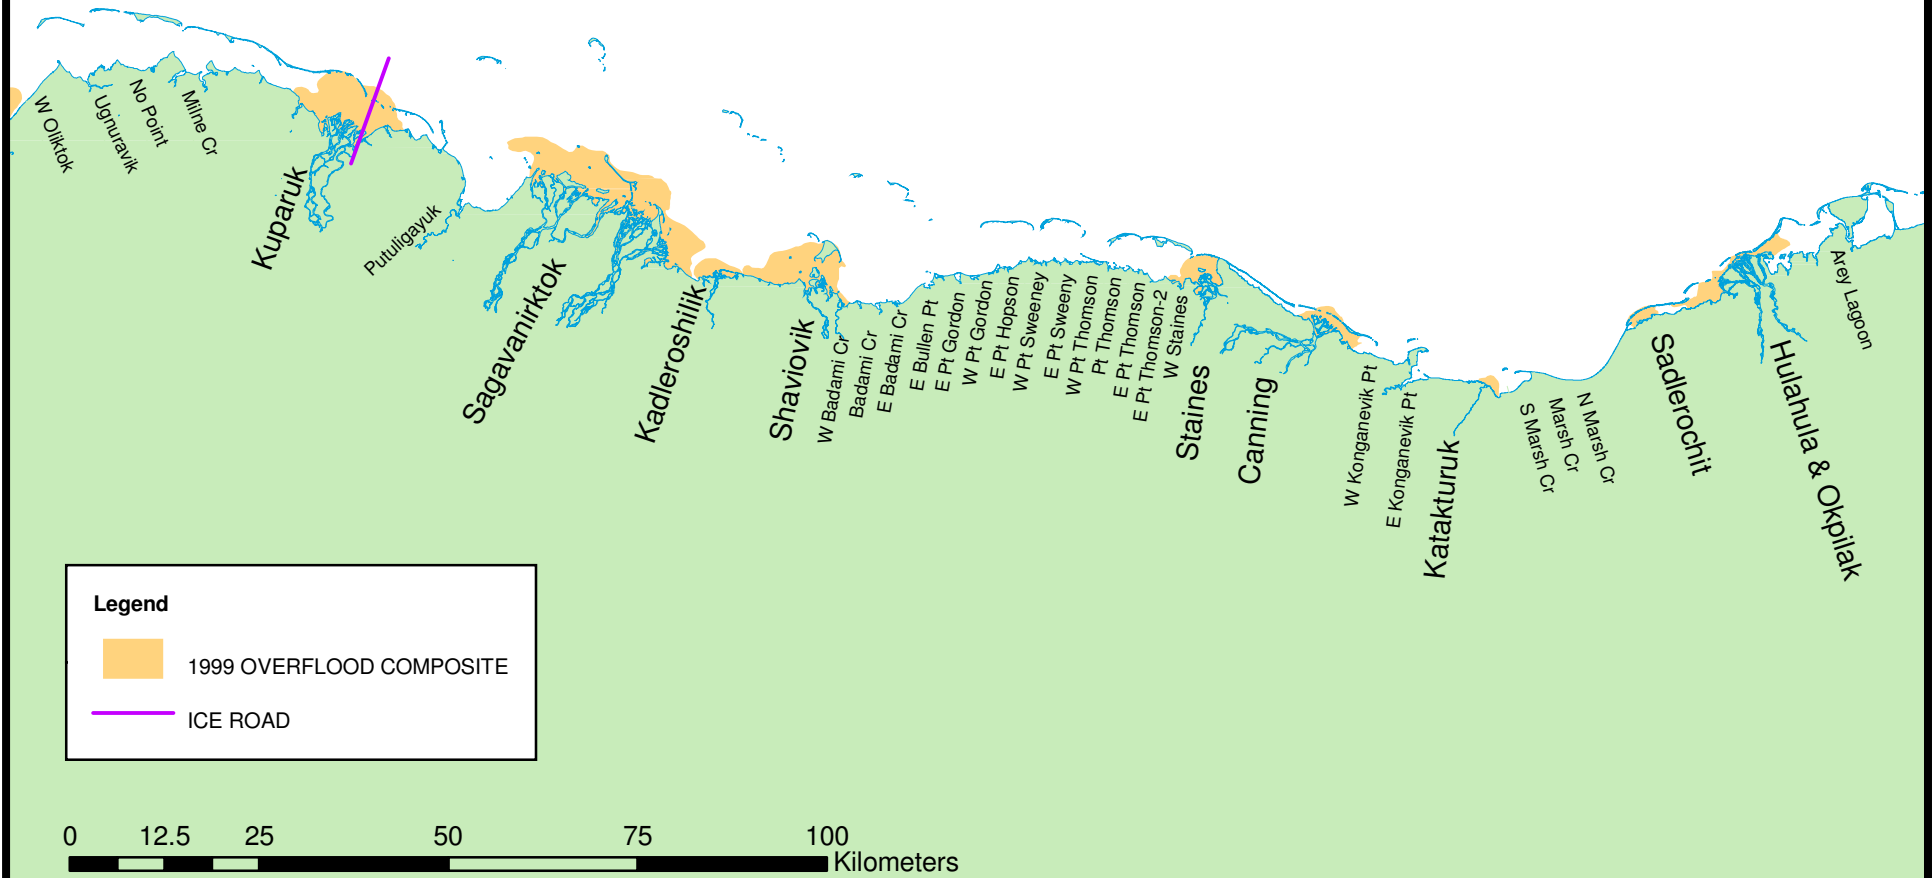 W Oliktok
Ugnuravik
No Point
Milne Cr
Kuparuk
Putuligayuk
Sagavanirktok
Kadleroshilik
Shaviovik
W Badami Cr
Badami Cr
E Badami Cr
E Bullen Pt
E Pt Gordon
W Pt Gordon
E Pt Hopson
W Pt Sweeney
E Pt Sweeny
W Pt Thomson
Pt Thomson
E Pt Thomson
E Pt Thomson-2
W Staines
Staines
Canning
W Konganevik Pt
E Konganevik Pt
Katakturuk
S Marsh Cr
Marsh Cr
N Marsh Cr
Sadlerochit
Hulahula & Okpilak
Arey Lagoon
Legend
1999 OVERFLOOD COMPOSITE
ICE ROAD
0 12.5 25 50 75 100
Kilometers